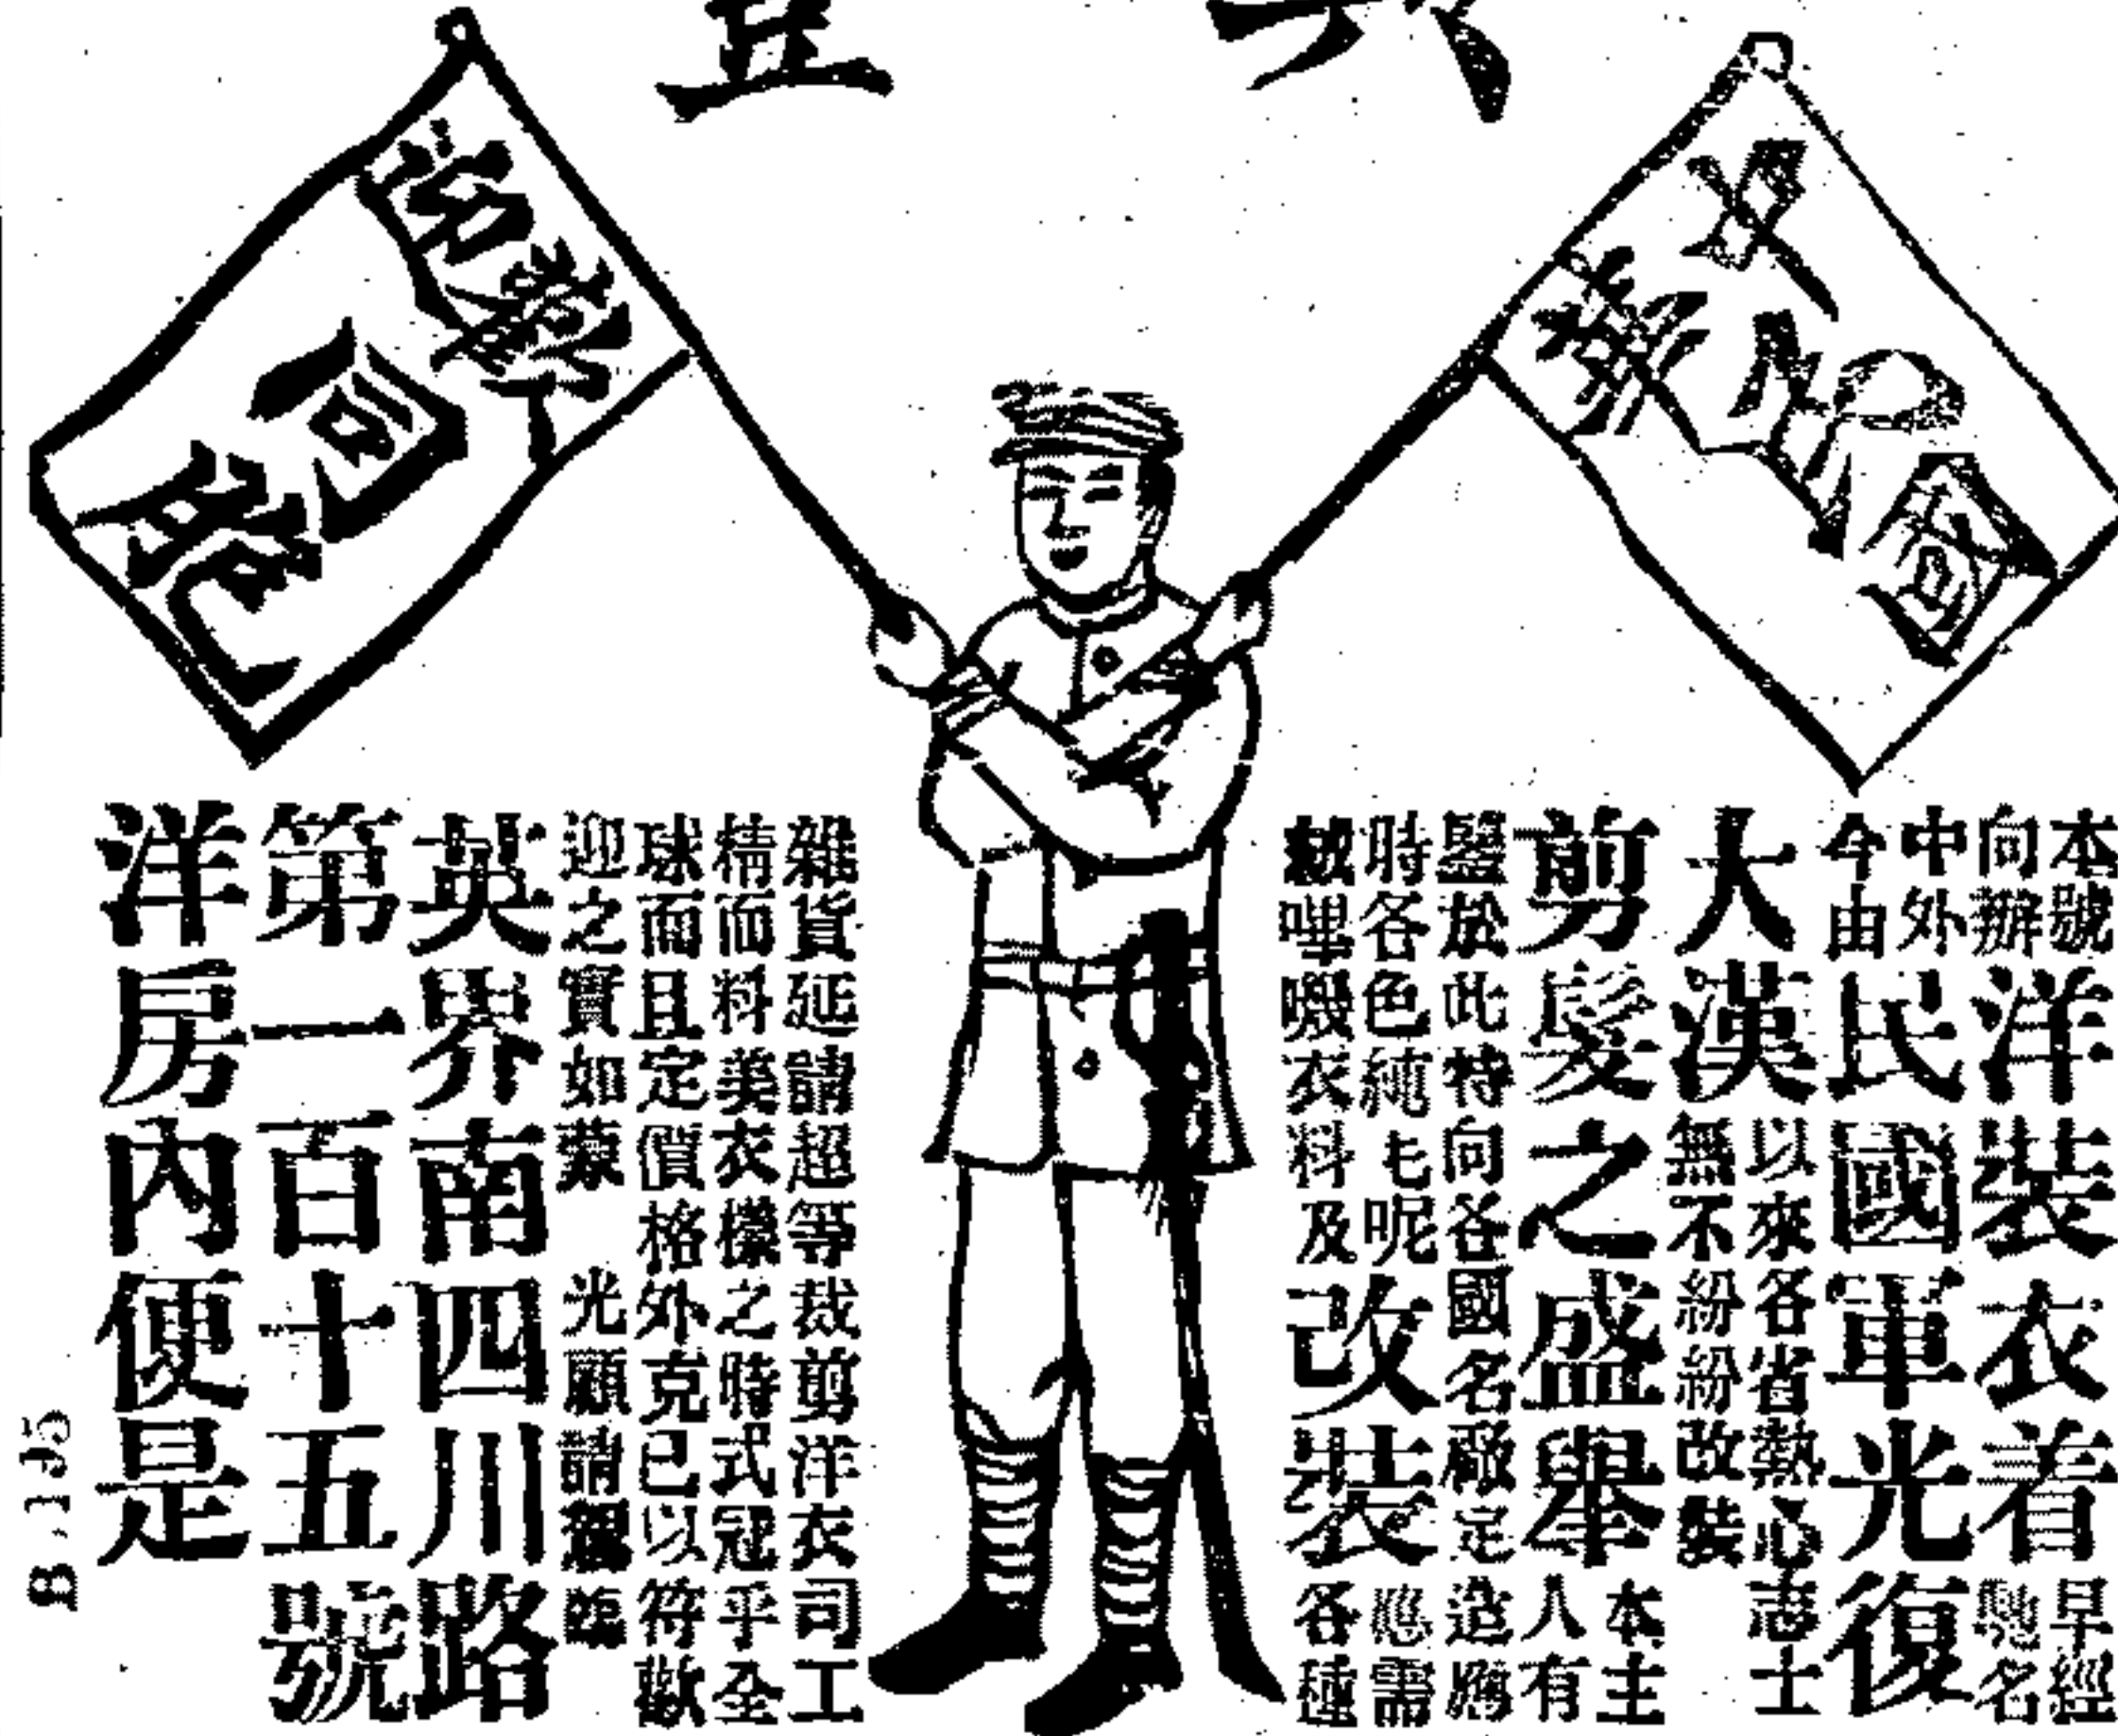 本號向辦洋裝衣着早經馳名
中外今由民國軍光復
大漢以來各省熱心志士無不紛紛改裝
剪髮之盛舉本主人有
鑒於此特向各國名廠定造應
時各色純毛呢
絨嗶嘰衣料及改裝應需各種
雜貨延請超等裁剪洋衣司工
精而料美衣樣之時式冠乎全
球而且定價格外克已以符歡
迎之實如蒙 光顧請移臨
英界南四川路
第一百十五號
洋房內便是
同胞